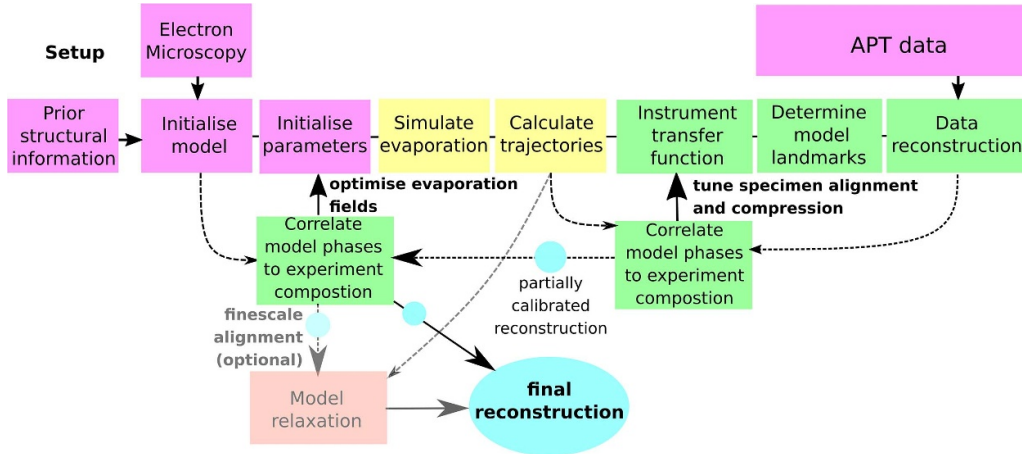 Setup
Electron
Microscopy
APT data
Prior
structural
information
Initialise
model
Initialise
parameters
Simulate
evaporation
Calculate
trajectories
Instrument
transfer
function
Determine
model
landmarks
Data
reconstruction
optimise evaporation
fields
tune specimen alignment
and compression
Correlate
model phases
to experiment
compostion
Correlate
model phases
to experiment
compostion
partially
calibrated
reconstruction
finescale
alignment
(optional)
Model
relaxation
final
reconstruction